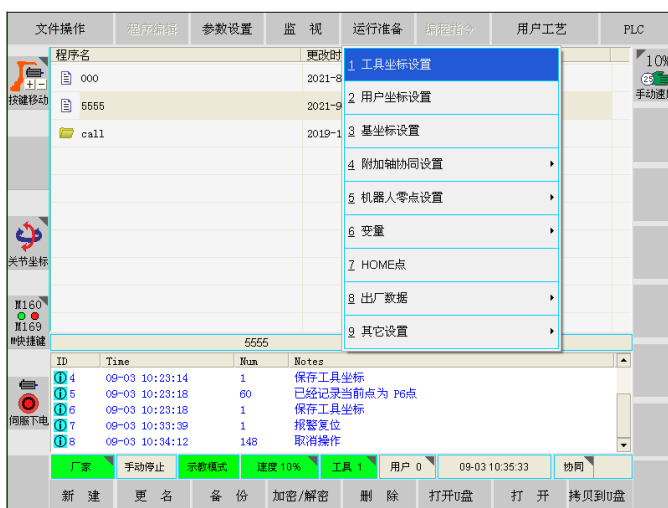 文件操作 程序编辑 参数设置 监 视 运行准备 编程指令 用户工艺 PLC
程序名 更改时
000 2021-8
5555 2021-9
call 2019-1
1 工具坐标设置
2 用户坐标设置
3 基坐标设置
4 附加轴协同设置
5 机器人零点设置
6 变量
7 HOME点
8 出厂数据
9 其它设置
按键移动
关节坐标
M160
M169
M快捷键
伺服下电
10%
手动速度
5555
ID Time Num Notes
4 09-03 10:23:14 1 保存工具坐标
5 09-03 10:23:18 60 已经记录当前点为 P6点
6 09-03 10:23:18 1 保存工具坐标
7 09-03 10:33:39 1 报警复位
8 09-03 10:34:12 148 取消操作
厂家 手动停止 示教模式 速度 10% 工具 1 用户 0 09-03 10:35:33 协同
新 建 更 名 备 份 加密/解密 删 除 打开U盘 打 开 拷贝到U盘